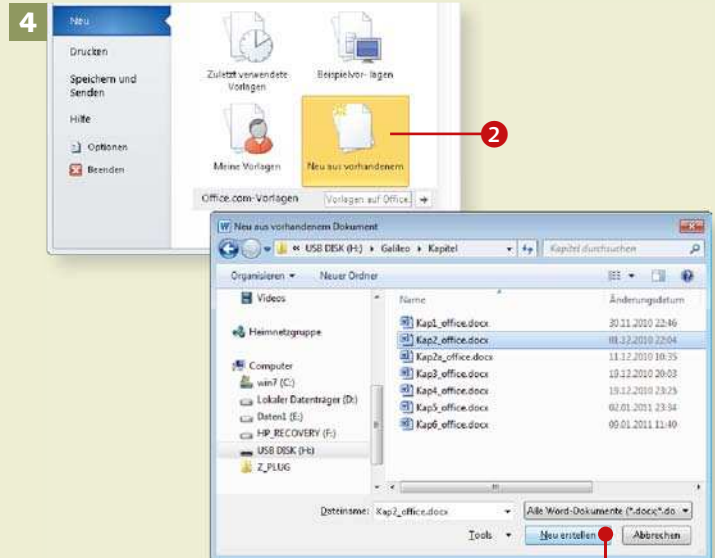 4
Neu
Drucken
Speichern und
Senden
Hilfe
Optionen
Beenden
Zuletzt verwendete
Vorlagen
Beispielvor- lagen
Meine Vorlagen
Neu aus vorhandenem
2
Office.com-Vorlagen
Vorlagen auf Office.
Neu aus vorhandenem Dokument
« USB DISK (H:) Galileo Kapitel
Kapitel durchsuchen
Organisieren
Neuer Ordner
Videos
Heimnetzgruppe
Computer
win7 (C:)
Lokaler Datenträger (D:)
Daten1 (E:)
HP_RECOVERY (F:)
USB DISK (H:)
Z_PLUG
Name Änderungsdatum
Kap1_office.docx 30.11.2010 22:46
Kap2_office.docx 01.12.2010 22:04
Kap2a_office.docx 11.12.2010 10:35
Kap3_office.docx 19.12.2010 20:03
Kap4_office.docx 19.12.2010 23:25
Kap5_office.docx 02.01.2011 23:34
Kap6_office.docx 09.01.2011 11:40
Dateiname: Kap2_office.docx
Alle Word-Dokumente (*.docx;*.do
Tools
Neu erstellen
Abbrechen